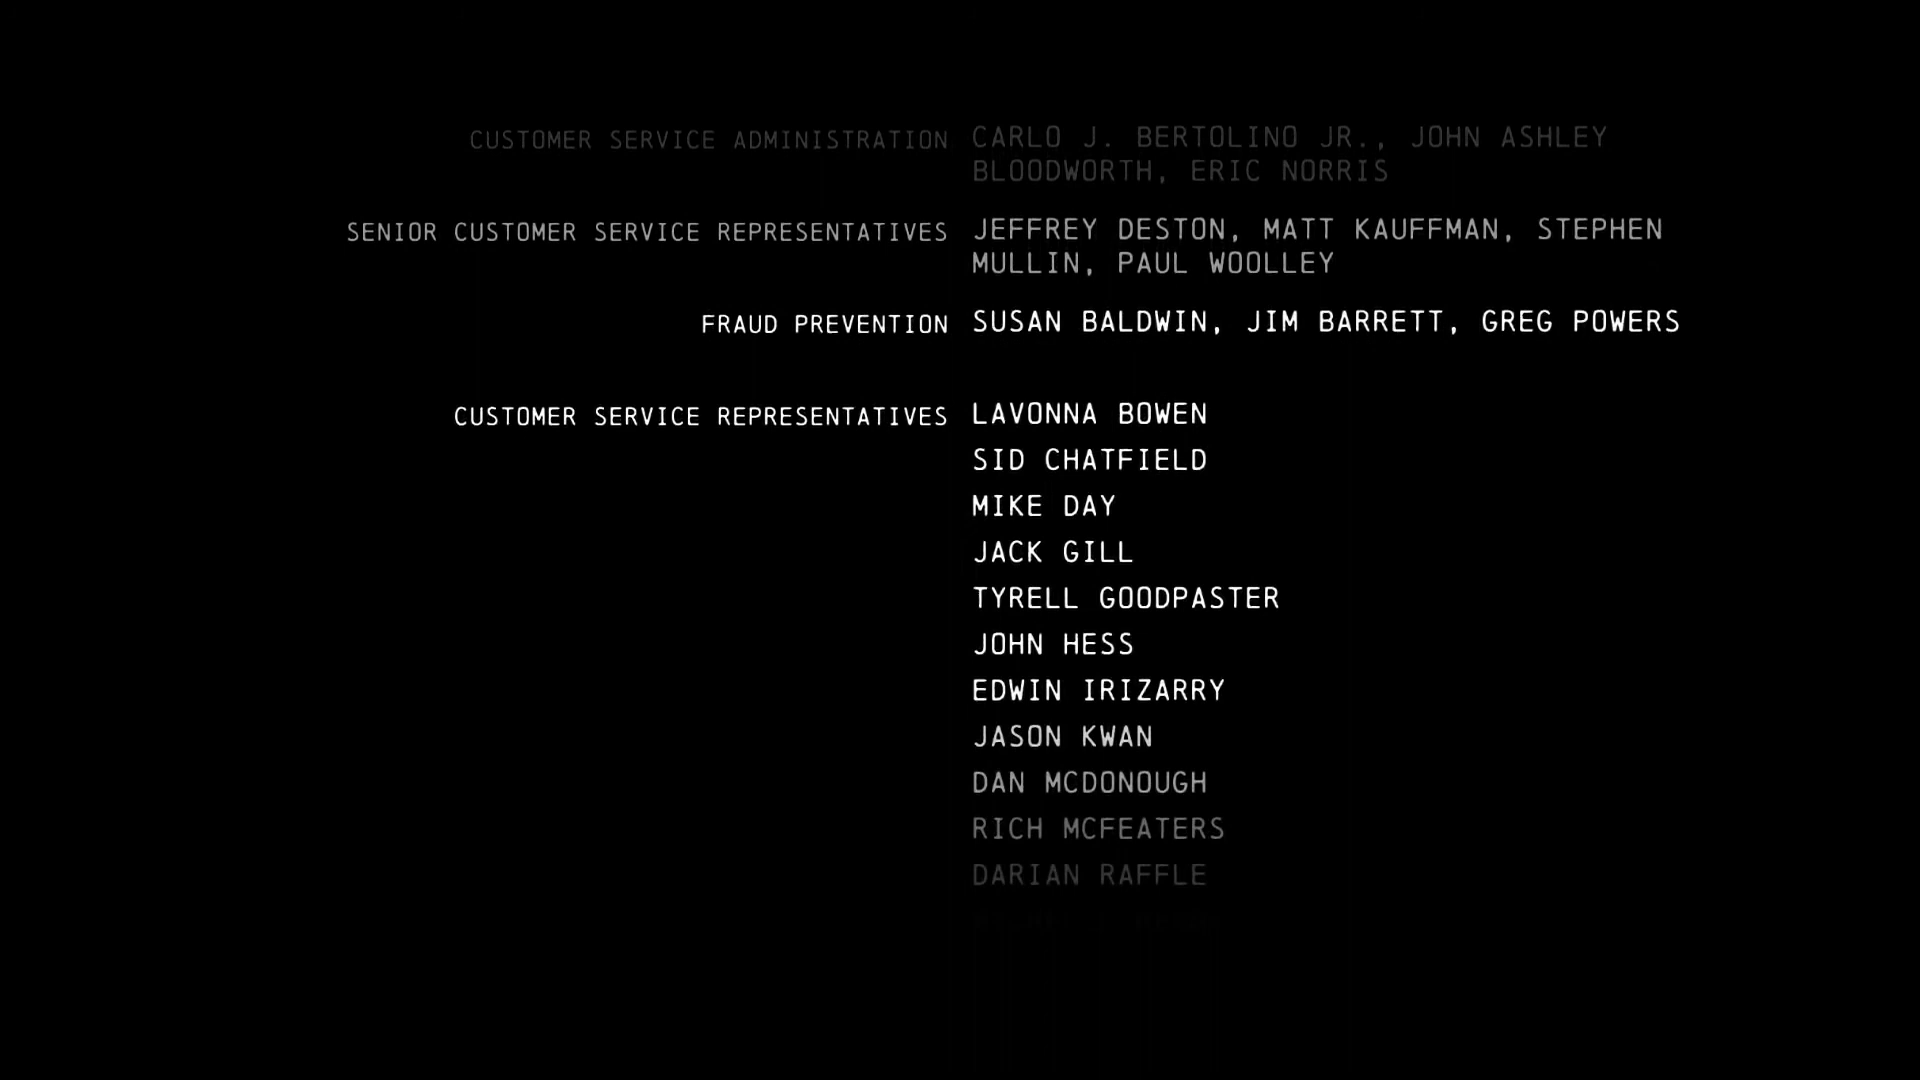 CUSTOMER SERVICE ADMINISTRATION CARLO J. BERTOLINO JR., JOHN ASHLEY
BLOODWORTH, ERIC NORRIS
SENIOR CUSTOMER SERVICE REPRESENTATIVES JEFFREY DESTON, MATT KAUFFMAN, STEPHEN
MULLIN, PAUL WOOLLEY
FRAUD PREVENTION SUSAN BALDWIN, JIM BARRETT, GREG POWERS
CUSTOMER SERVICE REPRESENTATIVES LAVONNA BOWEN
SID CHATFIELD
MIKE DAY
JACK GILL
TYRELL GOODPASTER
JOHN HESS
EDWIN IRIZARRY
JASON KWAN
DAN MCDONOUGH
RICH MCFEATERS
DARIAN RAFFLE